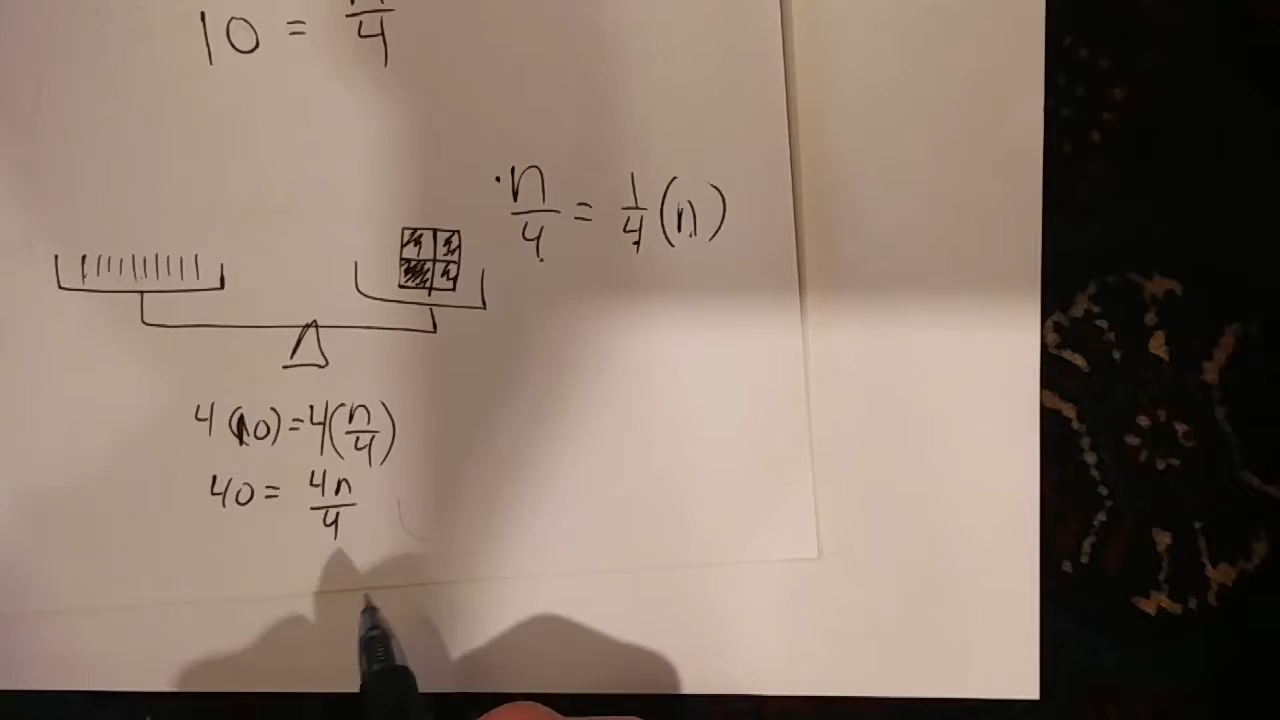 10 = n/4
n/4 = 1/4 (n)
4(10) = 4(n/4)
40 = 4n/4